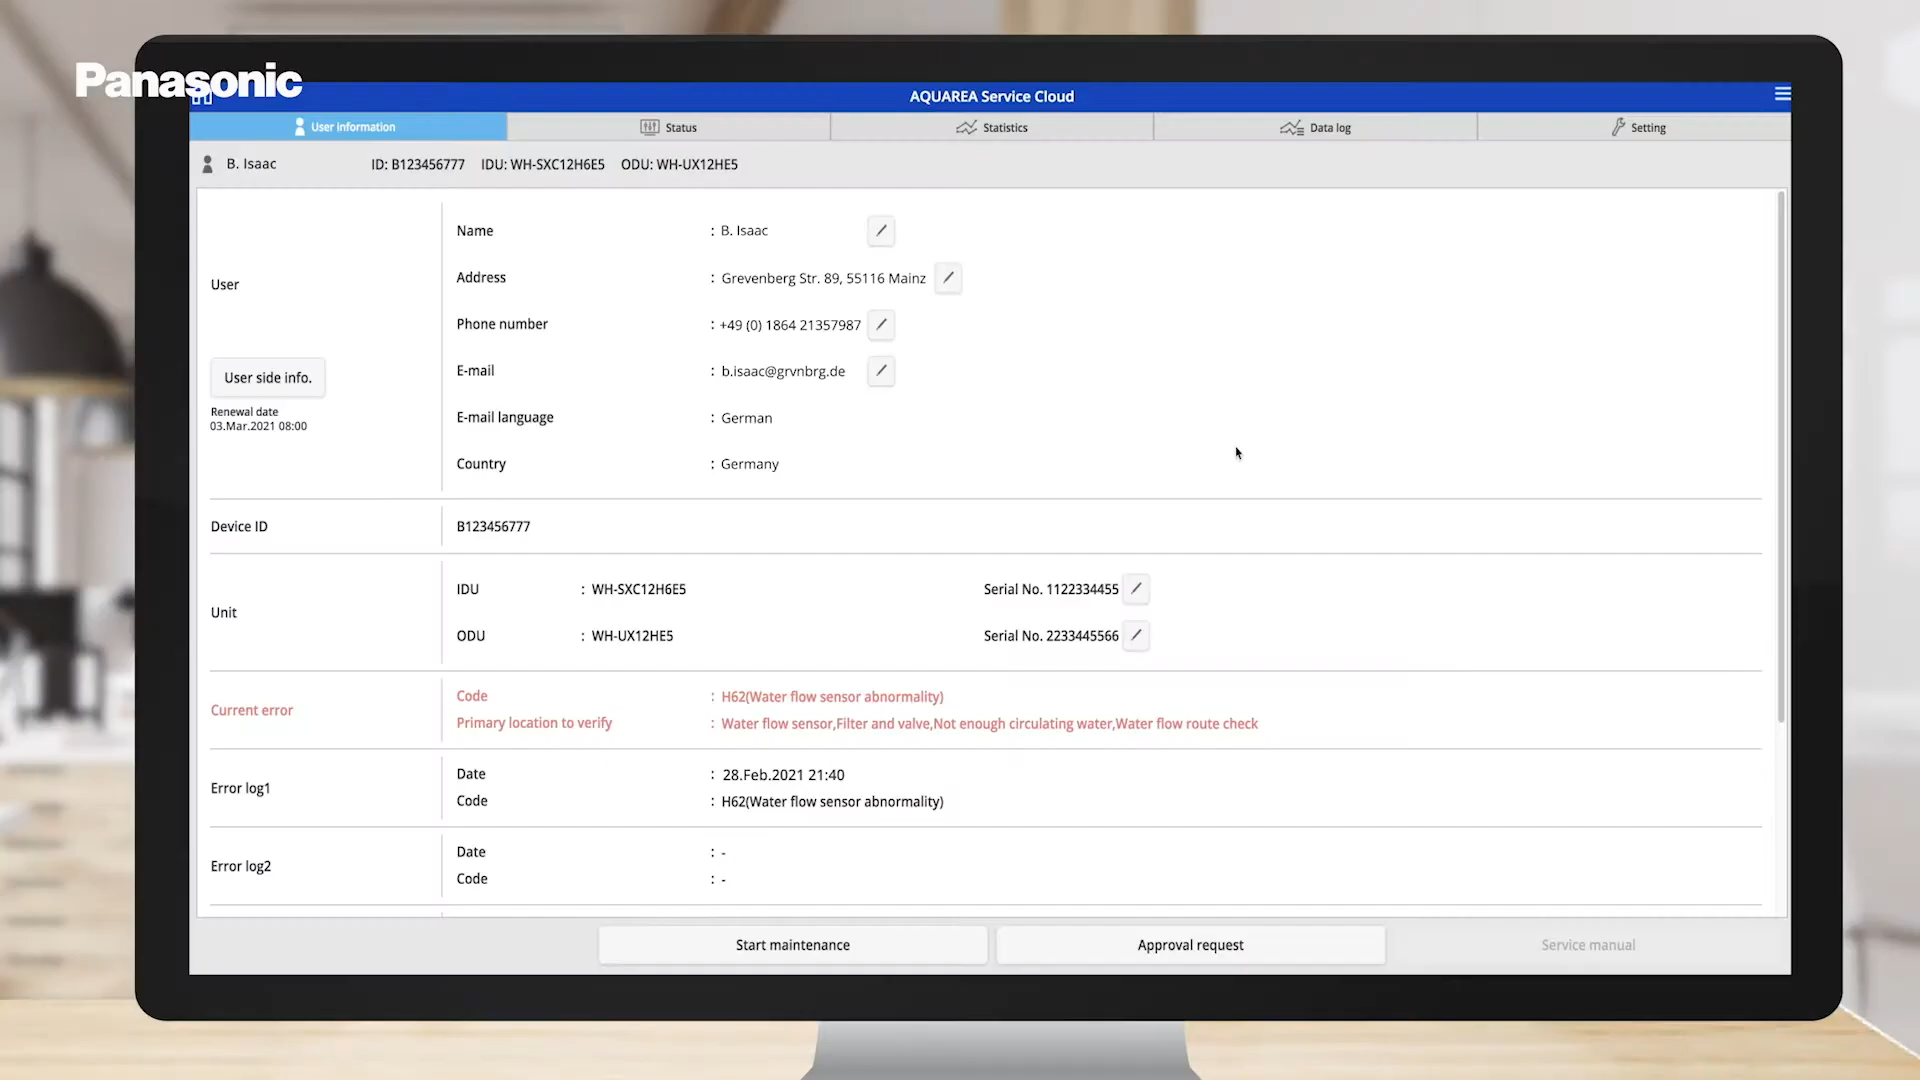 Panasonic
AQUAREA Service Cloud
User information
Status
Statistics
Data log
Setting
B. Isaac ID: B123456777 IDU: WH-SXC12H6E5 ODU: WH-UX12HE5
User
Name : B. Isaac
Address : Grevenberg Str. 89, 55116 Mainz
Phone number : +49 (0) 1864 21357987
E-mail : b.isaac@grvnbrg.de
E-mail language : German
Country : Germany
User side info.
Renewal date
03.Mar.2021 08:00
Device ID B123456777
Unit
IDU : WH-SXC12H6E5 Serial No. 1122334455
ODU : WH-UX12HE5 Serial No. 2233445566
Current error
Code : H62(Water flow sensor abnormality)
Primary location to verify : Water flow sensor,Filter and valve,Not enough circulating water,Water flow route check
Error log1
Date : 28.Feb.2021 21:40
Code : H62(Water flow sensor abnormality)
Error log2
Date : -
Code : -
Start maintenance
Approval request
Service manual